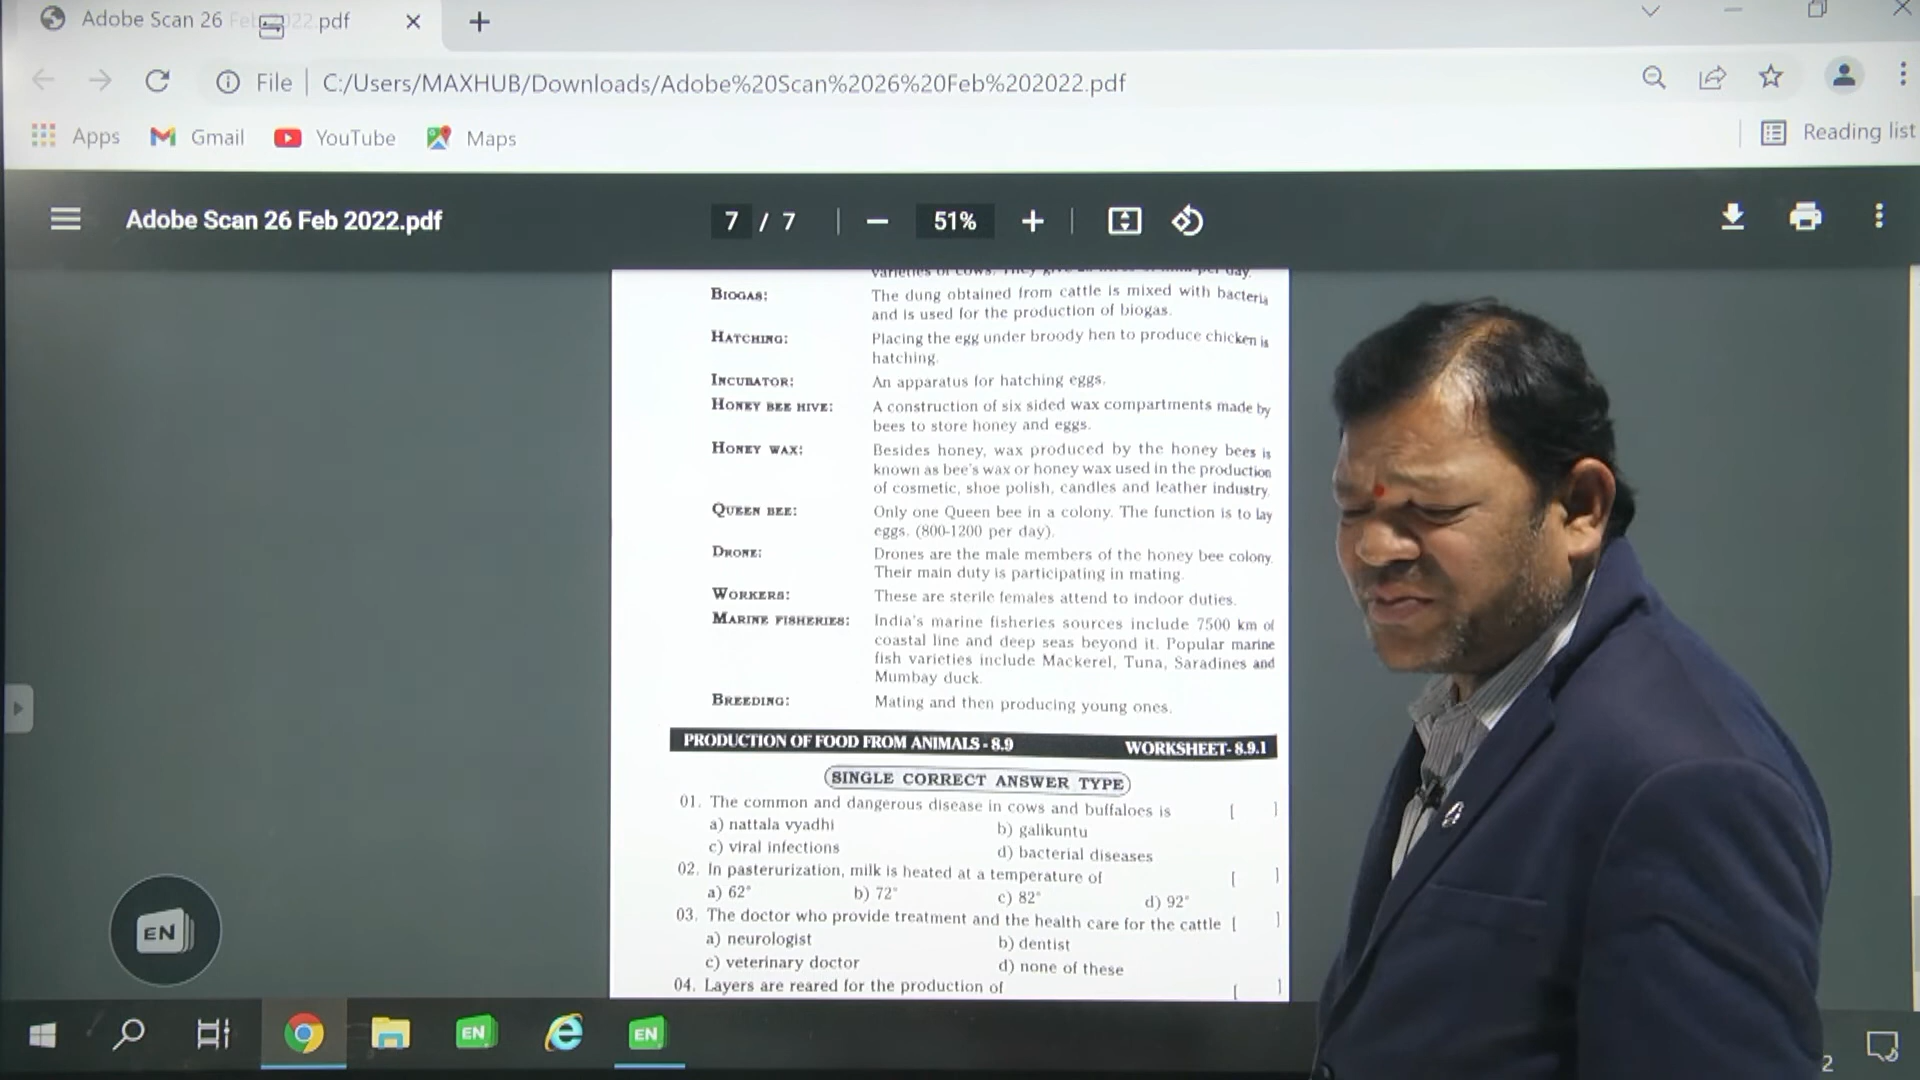 Adobe Scan 26 Feb 2022.pdf
File C:/Users/MAXHUB/Downloads/Adobe%20Scan%2026%20Feb%202022.pdf
Apps Gmail YouTube Maps Reading list
Adobe Scan 26 Feb 2022.pdf 7 / 7 51%
varieties of cows. They give
per day.
BIOGAS: The dung obtained from cattle is mixed with bacteria
and is used for the production of biogas.
HATCHING: Placing the egg under broody hen to produce chicken is
hatching.
INCUBATOR: An apparatus for hatching eggs.
HONEY BEE HIVE: A construction of six sided wax compartments made by
bees to store honey and eggs.
HONEY WAX: Besides honey, wax produced by the honey bees is
known as bee's wax or honey wax used in the production
of cosmetic, shoe polish, candles and leather industry.
QUEEN BEE: Only one Queen bee in a colony. The function is to lay
eggs. (800-1200 per day).
DRONE: Drones are the male members of the honey bee colony.
Their main duty is participating in mating.
WORKERS: These are sterile females attend to indoor duties.
MARINE FISHERIES: India's marine fisheries sources include 7500 km of
coastal line and deep seas beyond it. Popular marine
fish varieties include Mackerel, Tuna, Saradines and
Mumbay duck.
BREEDING: Mating and then producing young ones.
PRODUCTION OF FOOD FROM ANIMALS - 8.9 WORKSHEET- 8.9.1
SINGLE CORRECT ANSWER TYPE
01. The common and dangerous disease in cows and buffaloes is [ ]
a) nattala vyadhi b) galikuntu
c) viral infections d) bacterial diseases
02. In pasterurization, milk is heated at a temperature of [ ]
a) 62° b) 72° c) 82° d) 92°
03. The doctor who provide treatment and the health care for the cattle [ ]
a) neurologist b) dentist
c) veterinary doctor d) none of these
04. Layers are reared for the production of [ ]
EN
EN EN
2